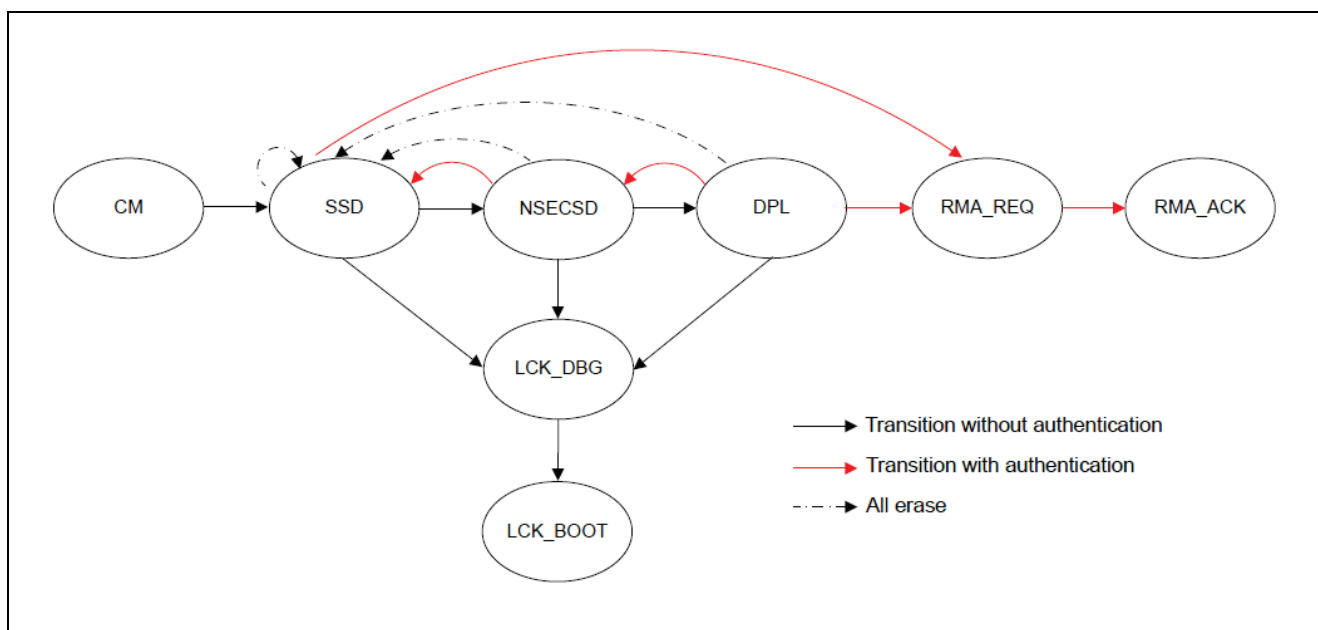 CM
SSD
NSECSD
DPL
RMA_REQ
RMA_ACK
LCK_DBG
LCK_BOOT
Transition without authentication
Transition with authentication
All erase